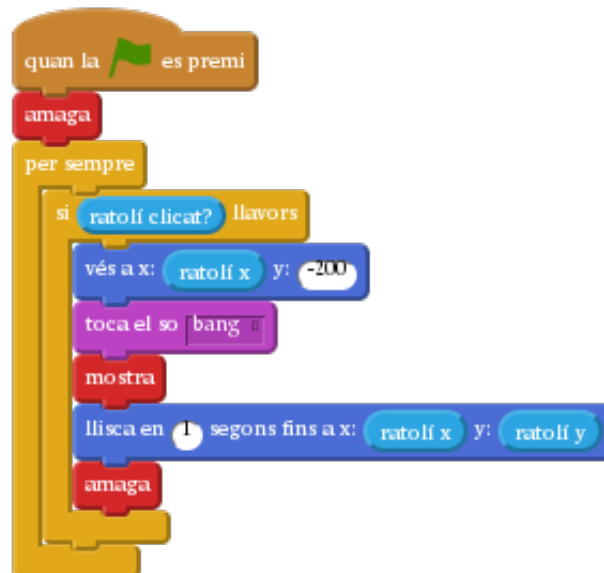 quan la es premi
amaga
per sempre
si ratolí clicat? llavors
vés a x: ratolí x y: -200
toca el so bang
mostra
llisca en 1 segons fins a x: ratolí x y: ratolí y
amaga